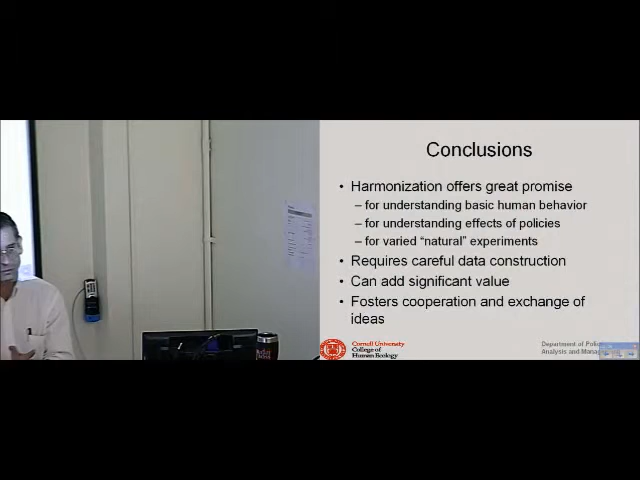 Conclusions
• Harmonization offers great promise
– for understanding basic human behavior
– for understanding effects of policies
– for varied "natural" experiments
• Requires careful data construction
• Can add significant value
• Fosters cooperation and exchange of
ideas
Cornell University
College of
Human Ecology
Department of
Analysis and